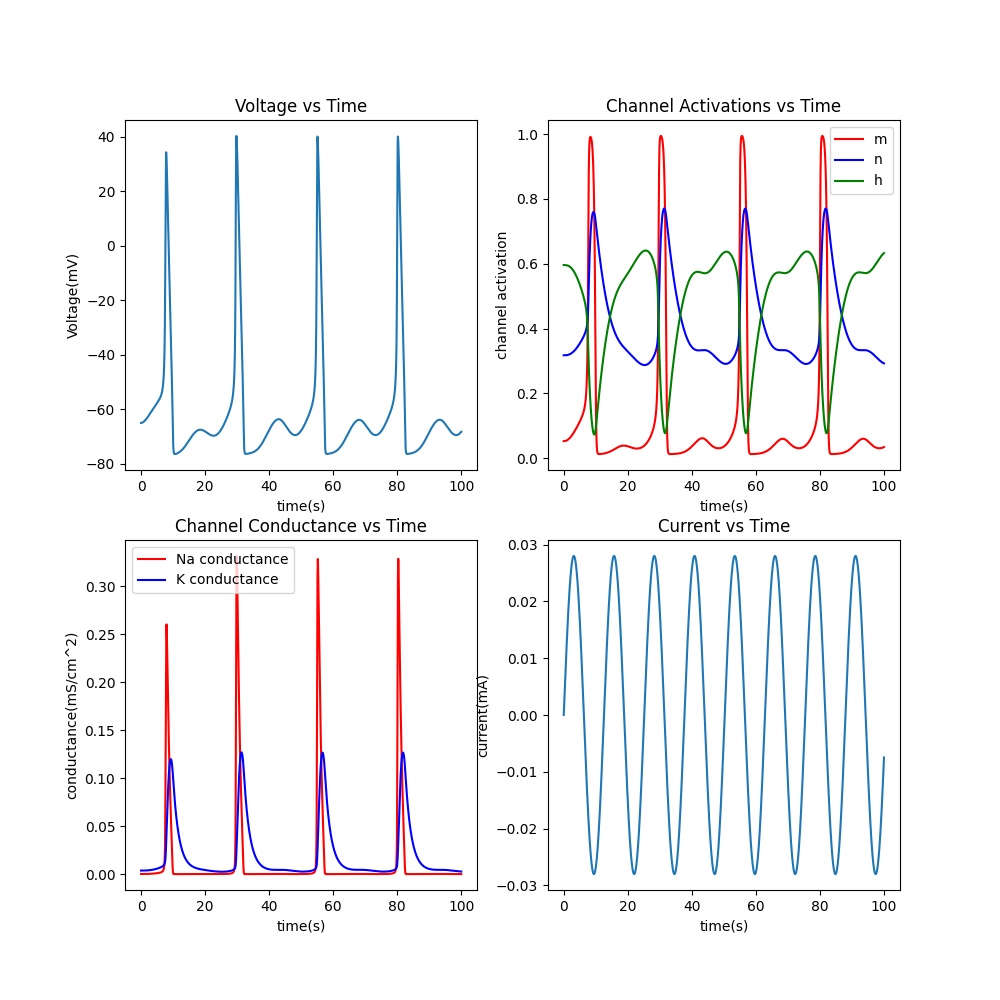 Voltage vs Time
Voltage(mV)
40
20
0
−20
−40
−60
−80
0 20 40 60 80 100
time(s)
Channel Activations vs Time
channel activation
1.0
0.8
0.6
0.4
0.2
0.0
m
n
h
0 20 40 60 80 100
time(s)
Channel Conductance vs Time
conductance(mS/cm^2)
0.30
0.25
0.20
0.15
0.10
0.05
0.00
Na conductance
K conductance
0 20 40 60 80 100
time(s)
Current vs Time
current(mA)
0.03
0.02
0.01
0.00
−0.01
−0.02
−0.03
0 20 40 60 80 100
time(s)